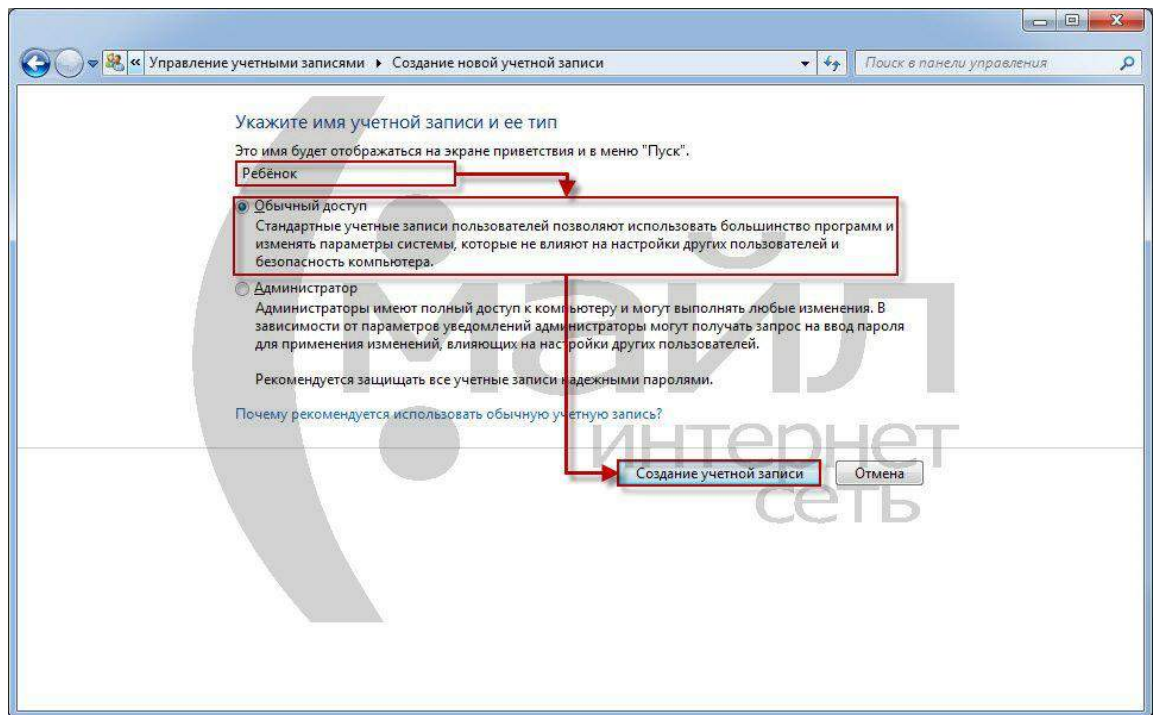 « Управление учетными записями ▸ Создание новой учетной записи Поиск в панели управления
Укажите имя учетной записи и ее тип
Это имя будет отображаться на экране приветствия и в меню "Пуск".
Ребёнок
Обычный доступ
Стандартные учетные записи пользователей позволяют использовать большинство программ и
изменять параметры системы, которые не влияют на настройки других пользователей и
безопасность компьютера.
Администратор
Администраторы имеют полный доступ к компьютеру и могут выполнять любые изменения. В
зависимости от параметров уведомлений администраторы могут получать запрос на ввод пароля
для применения изменений, влияющих на настройки других пользователей.
Рекомендуется защищать все учетные записи надежными паролями.
Почему рекомендуется использовать обычную учетную запись?
Создание учетной записи Отмена
майл
интернет
сеть